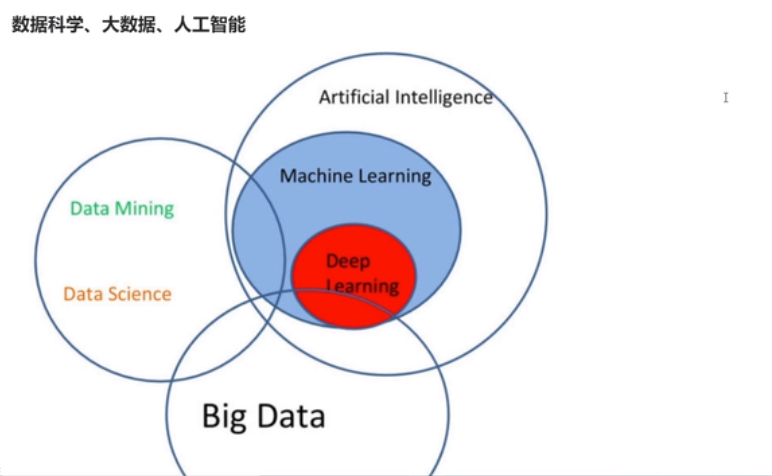 数据科学、大数据、人工智能
Artificial Intelligence
Machine Learning
Data Mining
Deep
Learning
Data Science
Big Data